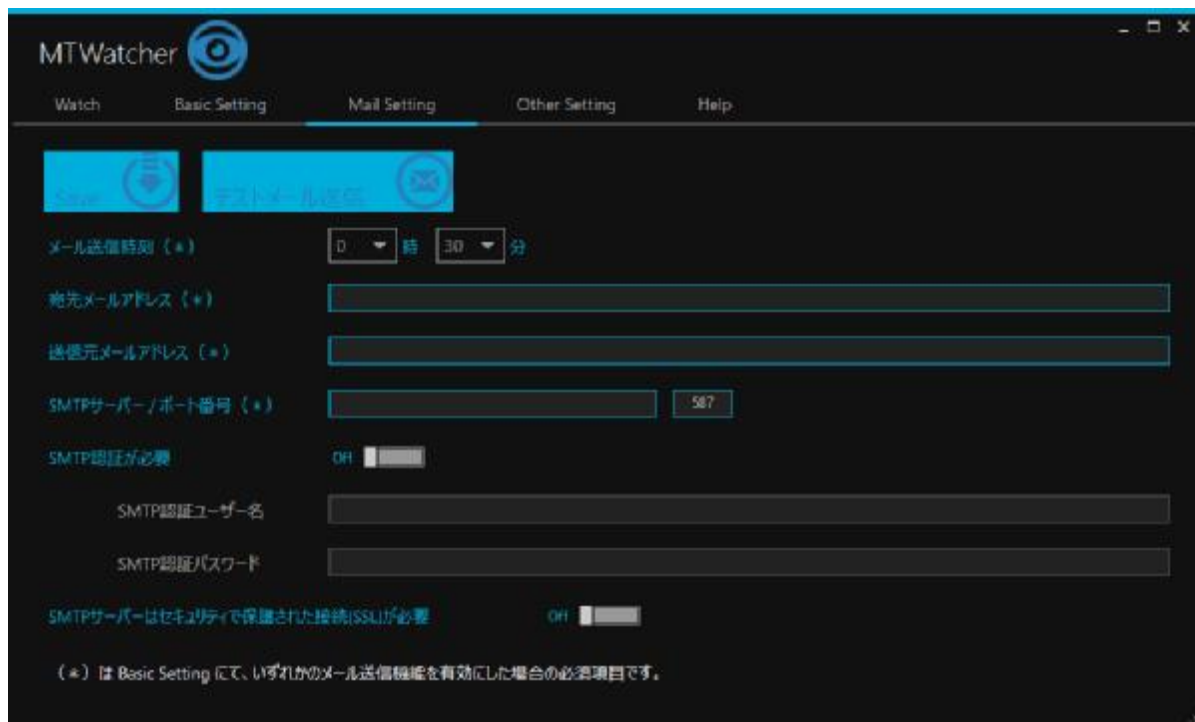 MTWatcher
Watch Basic Setting Mail Setting Other Setting Help
Save テストメール送信
メール送信時刻（*） 0 時 30 分
宛先メールアドレス（*）
送信元メールアドレス（*）
SMTPサーバー / ポート番号（*） 587
SMTP認証が必要 Off
SMTP認証ユーザー名
SMTP認証パスワード
SMTPサーバーはセキュリティで保護された接続(SSL)が必要 Off
（*）は Basic Setting にて、いずれかのメール送信機能を有効にした場合の必須項目です。